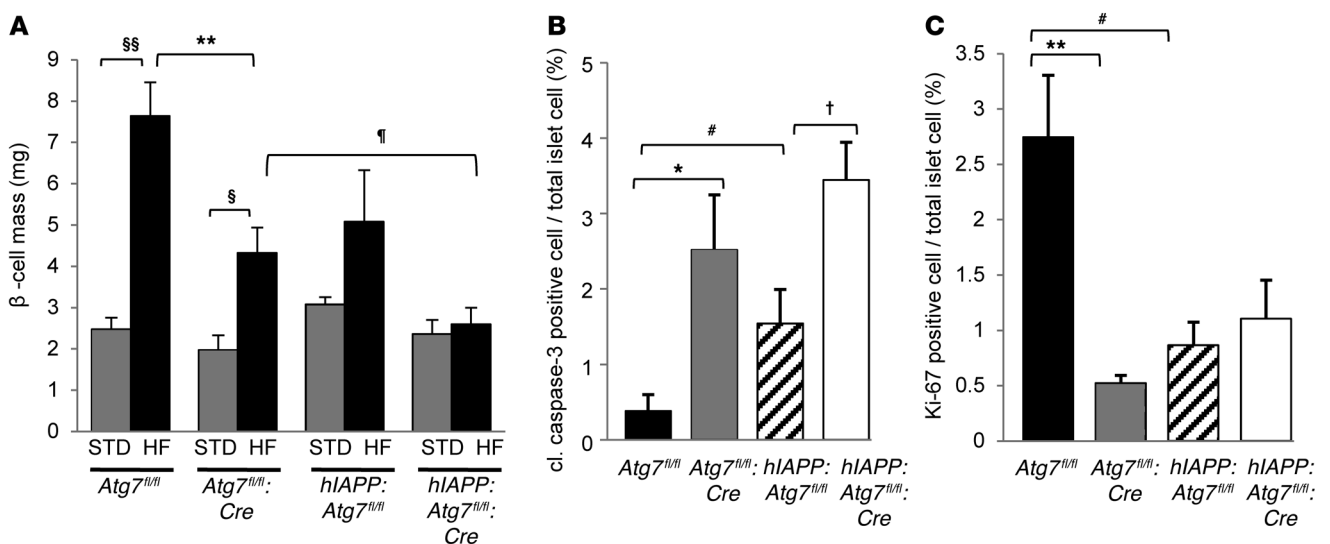 A
β -cell mass (mg)
9
8
7
6
5
4
3
2
1
0
§§
**
§
¶
STD HF STD HF STD HF STD HF
Atg7fl/fl
Atg7fl/fl:
Cre
hIAPP:
Atg7fl/fl
hIAPP:
Atg7fl/fl:
Cre
B
cl. caspase-3 positive cell / total islet cell (%)
5
4
3
2
1
0
*
#
†
Atg7fl/fl
Atg7fl/fl:
Cre
hIAPP:
Atg7fl/fl
hIAPP:
Atg7fl/fl:
Cre
C
Ki-67 positive cell / total islet cell (%)
3.5
3
2.5
2
1.5
1
0.5
0
#
**
Atg7fl/fl
Atg7fl/fl:
Cre
hIAPP:
Atg7fl/fl
hIAPP:
Atg7fl/fl:
Cre